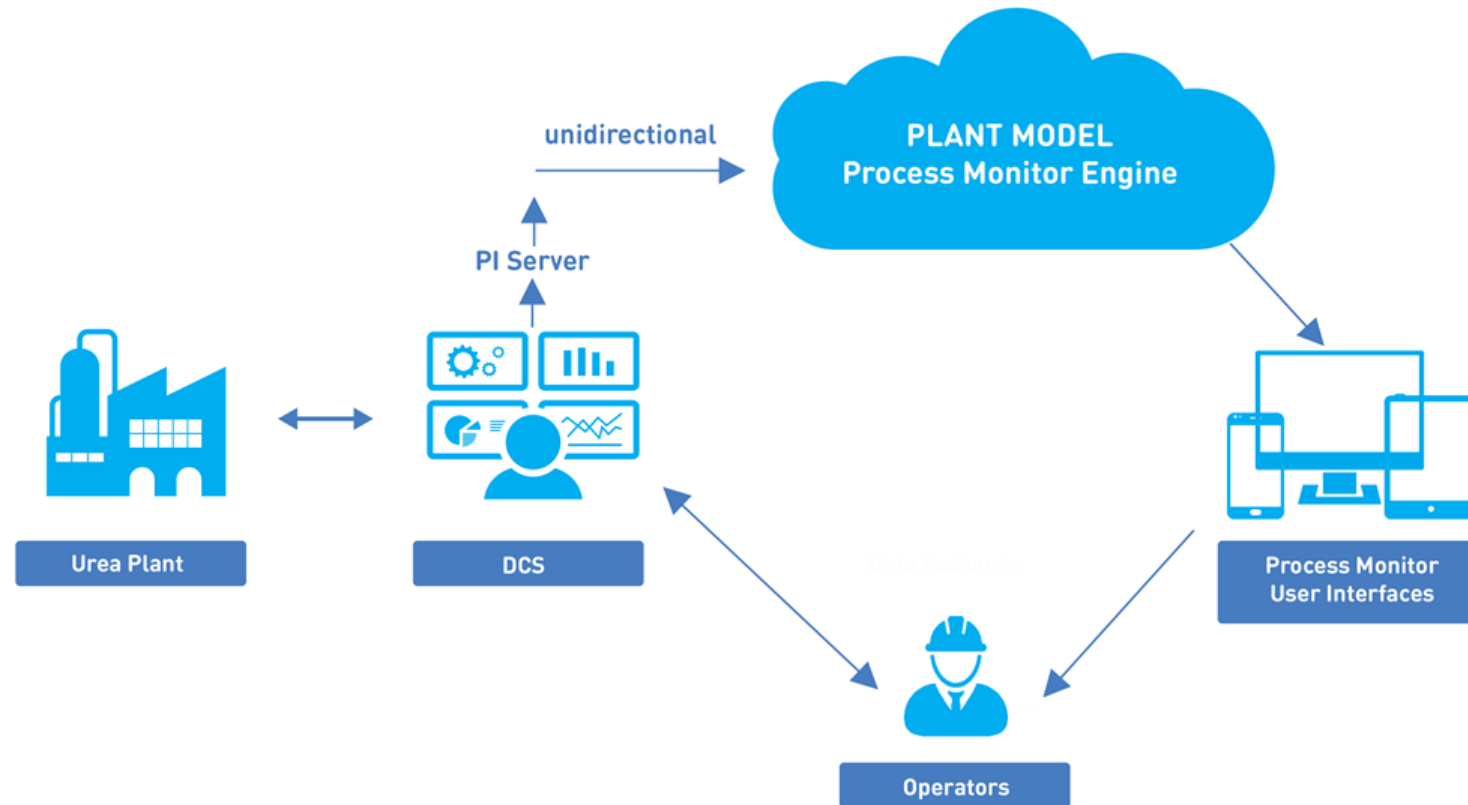 unidirectional
PLANT MODEL
Process Monitor Engine
PI Server
Urea Plant
DCS
Process Monitor
User Interfaces
Operators